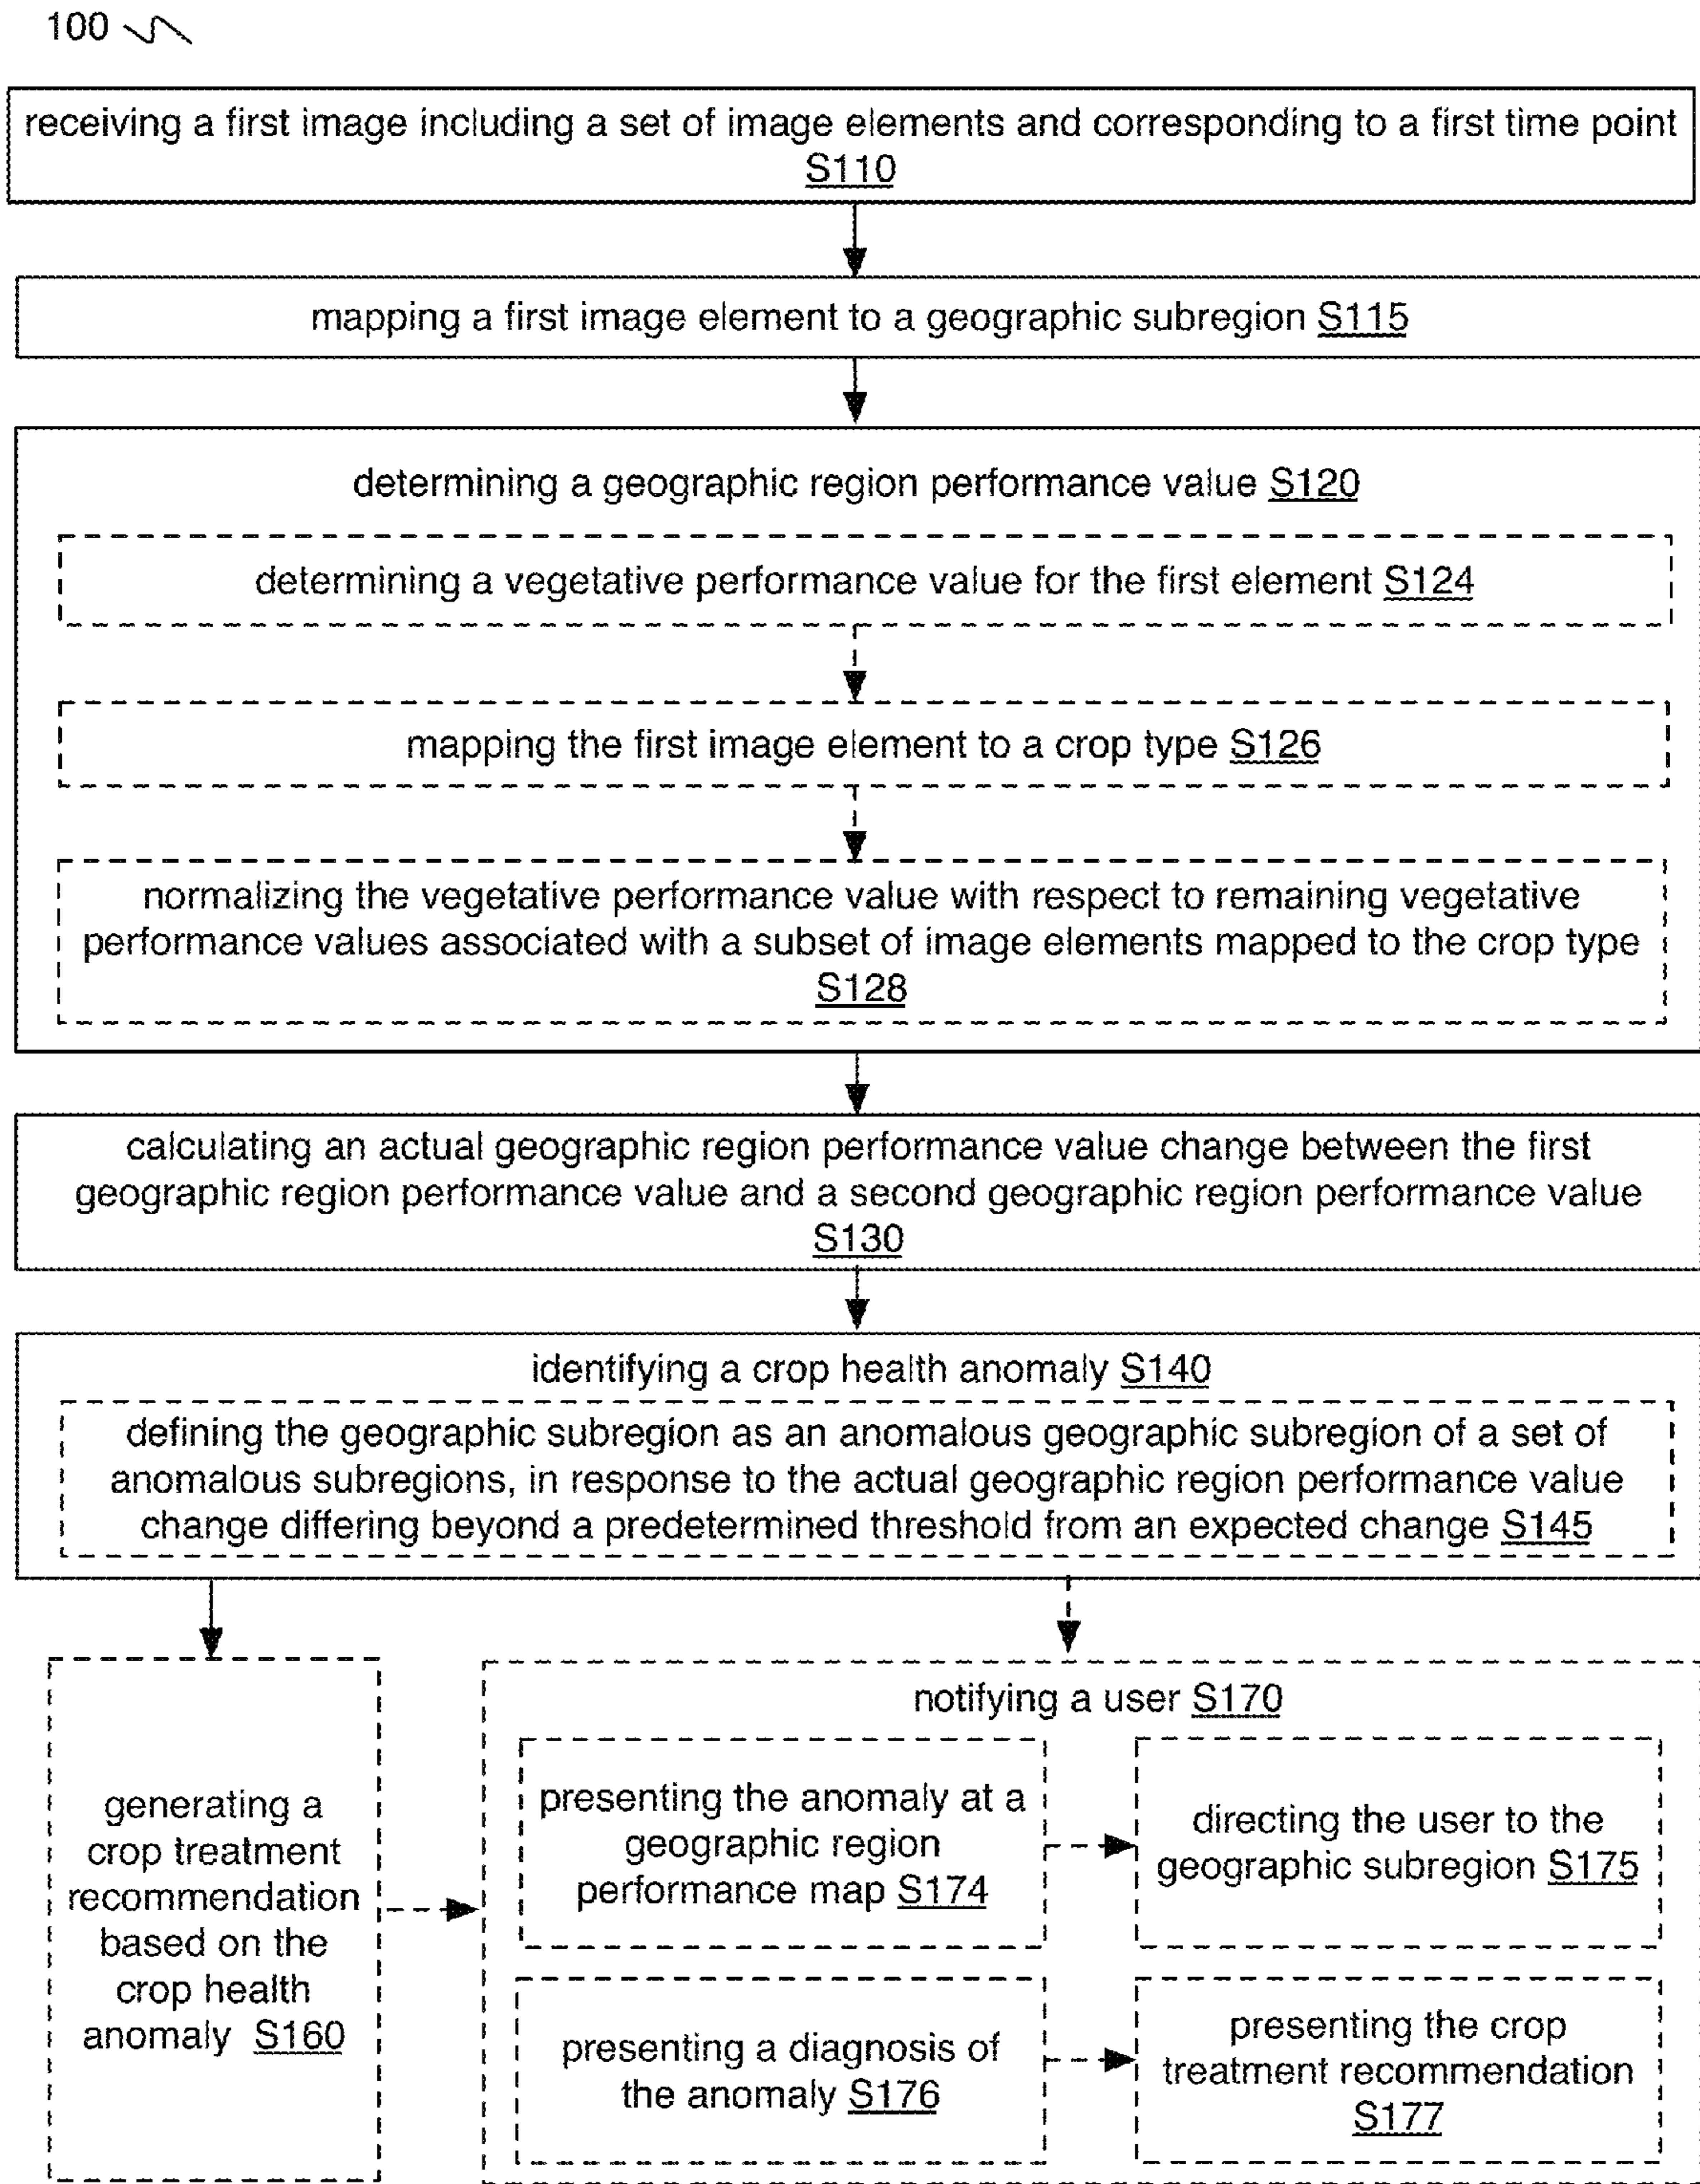 100
receiving a first image including a set of image elements and corresponding to a first time point
S110
mapping a first image element to a geographic subregion S115
determining a geographic region performance value S120
determining a vegetative performance value for the first element S124
mapping the first image element to a crop type S126
normalizing the vegetative performance value with respect to remaining vegetative
performance values associated with a subset of image elements mapped to the crop type
S128
calculating an actual geographic region performance value change between the first
geographic region performance value and a second geographic region performance value
S130
identifying a crop health anomaly S140
defining the geographic subregion as an anomalous geographic subregion of a set of
anomalous subregions, in response to the actual geographic region performance value
change differing beyond a predetermined threshold from an expected change S145
generating a
crop treatment
recommendation
based on the
crop health
anomaly S160
notifying a user S170
presenting the anomaly at a
geographic region
performance map S174
directing the user to the
geographic subregion S175
presenting a diagnosis of
the anomaly S176
presenting the crop
treatment recommendation
S177